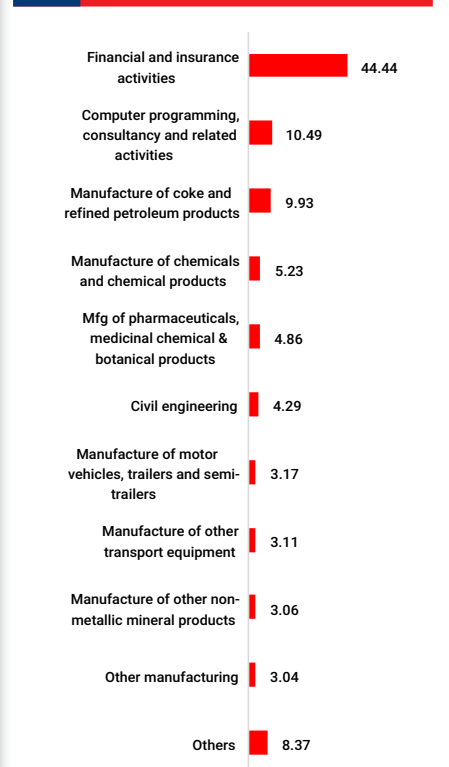 Financial and insurance
activities
44.44
Computer programming,
consultancy and related
activities
10.49
Manufacture of coke and
refined petroleum products
9.93
Manufacture of chemicals
and chemical products
5.23
Mfg of pharmaceuticals,
medicinal chemical &
botanical products
4.86
Civil engineering
4.29
Manufacture of motor
vehicles, trailers and semi-
trailers
3.17
Manufacture of other
transport equipment
3.11
Manufacture of other non-
metallic mineral products
3.06
Other manufacturing
3.04
Others
8.37